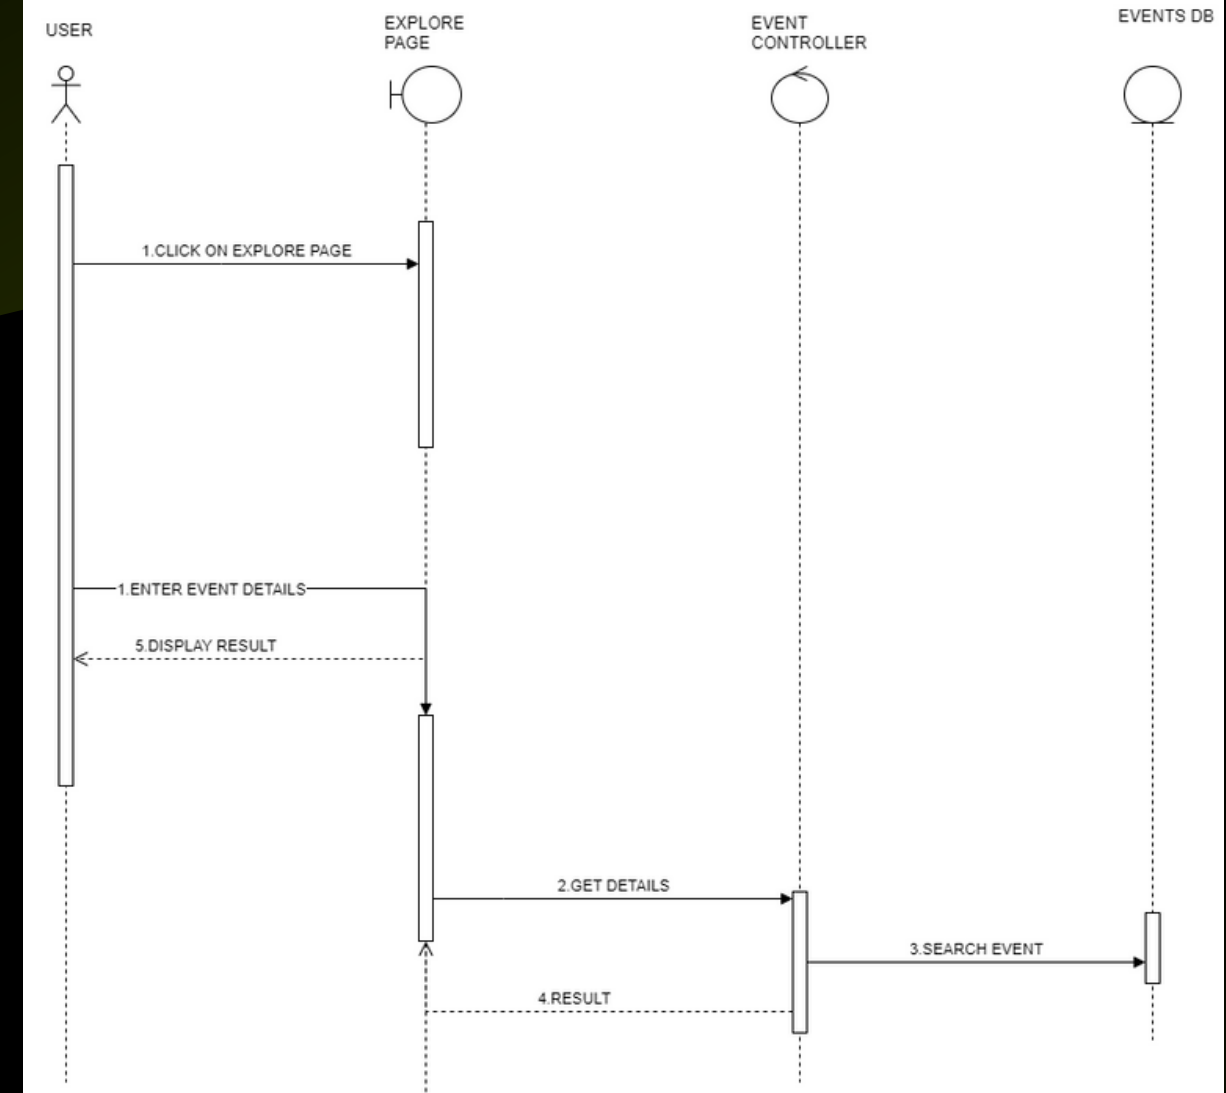 USER
EXPLORE
PAGE
EVENT
CONTROLLER
EVENTS DB
1.CLICK ON EXPLORE PAGE
1.ENTER EVENT DETAILS
5.DISPLAY RESULT
2.GET DETAILS
3.SEARCH EVENT
4.RESULT